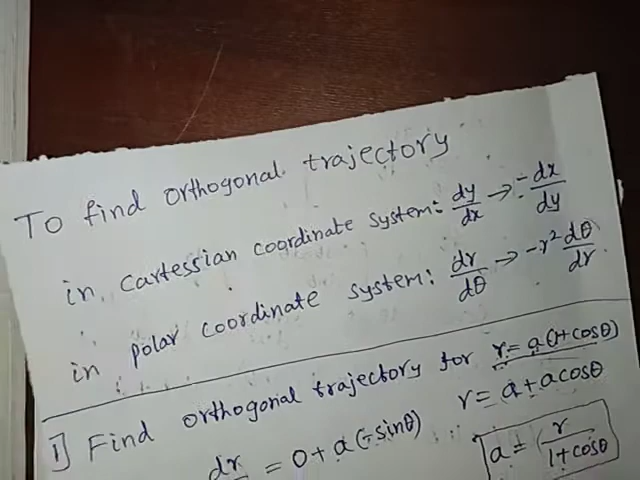 To find orthogonal trajectory
in cartessian coordinate system: dy/dx → -dx/dy
in polar coordinate system: dr/dθ → -r² dθ/dr
1] Find orthogonal trajectory for r = a(1+cosθ)
r = a + a cosθ
dr = 0 + a(-sinθ)
a = r/1+cosθ